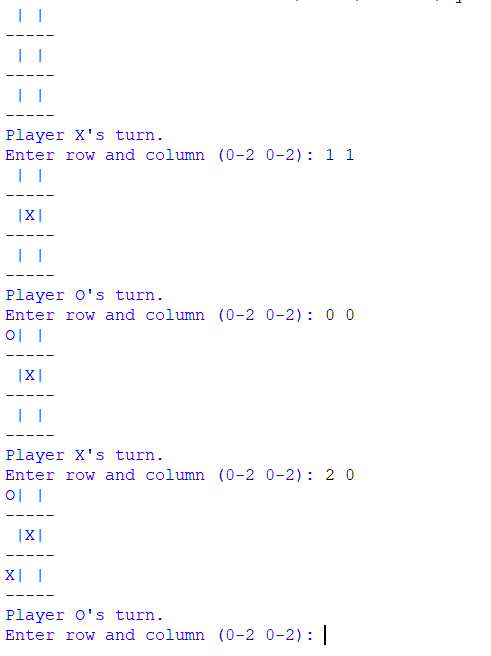 | |
-----
 | |
-----
 | |
-----
Player X's turn.
Enter row and column (0-2 0-2): 1 1
 | |
-----
 |X|
-----
 | |
-----
Player O's turn.
Enter row and column (0-2 0-2): 0 0
O| |
-----
 |X|
-----
 | |
-----
Player X's turn.
Enter row and column (0-2 0-2): 2 0
O| |
-----
 |X|
-----
X| |
-----
Player O's turn.
Enter row and column (0-2 0-2):